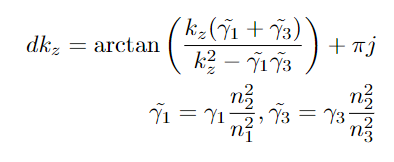 $dk_z = \arctan\left(\frac{k_z(\tilde{\gamma_1} + \tilde{\gamma_3})}{k_z^2 - \tilde{\gamma_1}\tilde{\gamma_3}}\right) + \pi j$
$\tilde{\gamma_1} = \gamma_1 \frac{n_2^2}{n_1^2}, \tilde{\gamma_3} = \gamma_3 \frac{n_2^2}{n_3^2}$